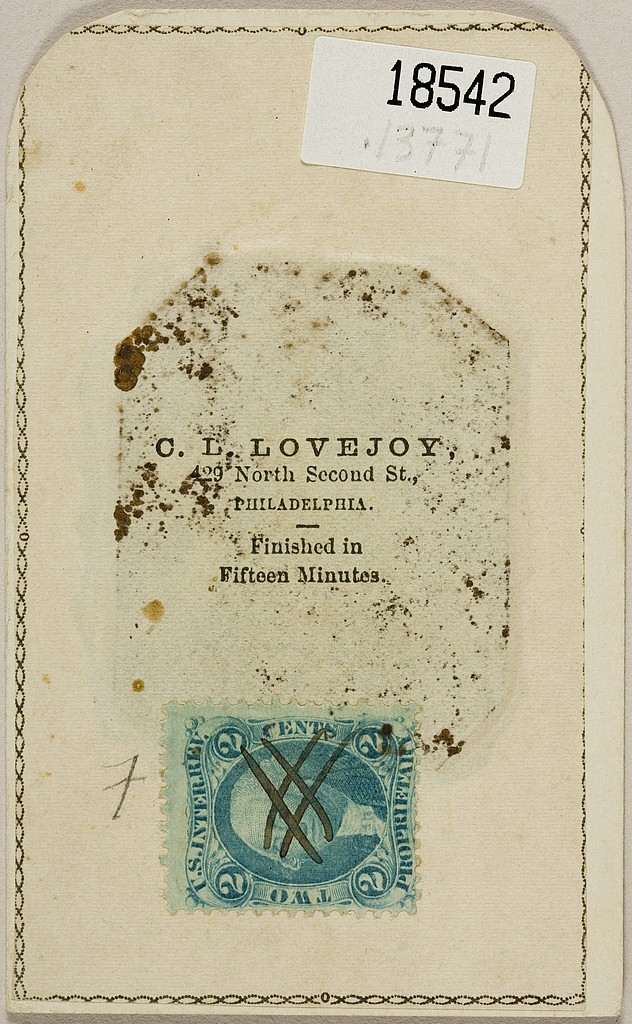 18542
13771
C. L. LOVEJOY,
429 North Second St.,
PHILADELPHIA.
Finished in
Fifteen Minutes.
7
2 CENTS 2
U.S. INTER. REV.
PROPRIETARY
2 TWO 2